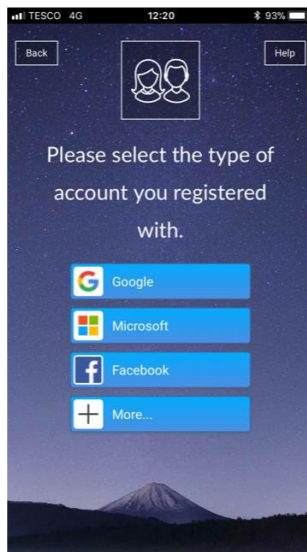 TESCO 4G 12:20 93%
Back
Help
Please select the type of
account you registered
with.
Google
Microsoft
Facebook
More...